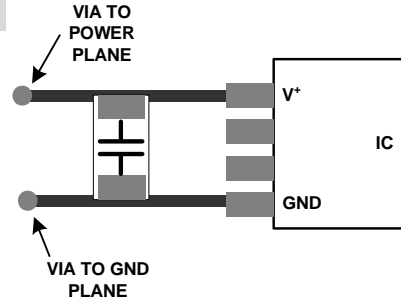 VIA TO
POWER
PLANE
V+
IC
GND
VIA TO GND
PLANE